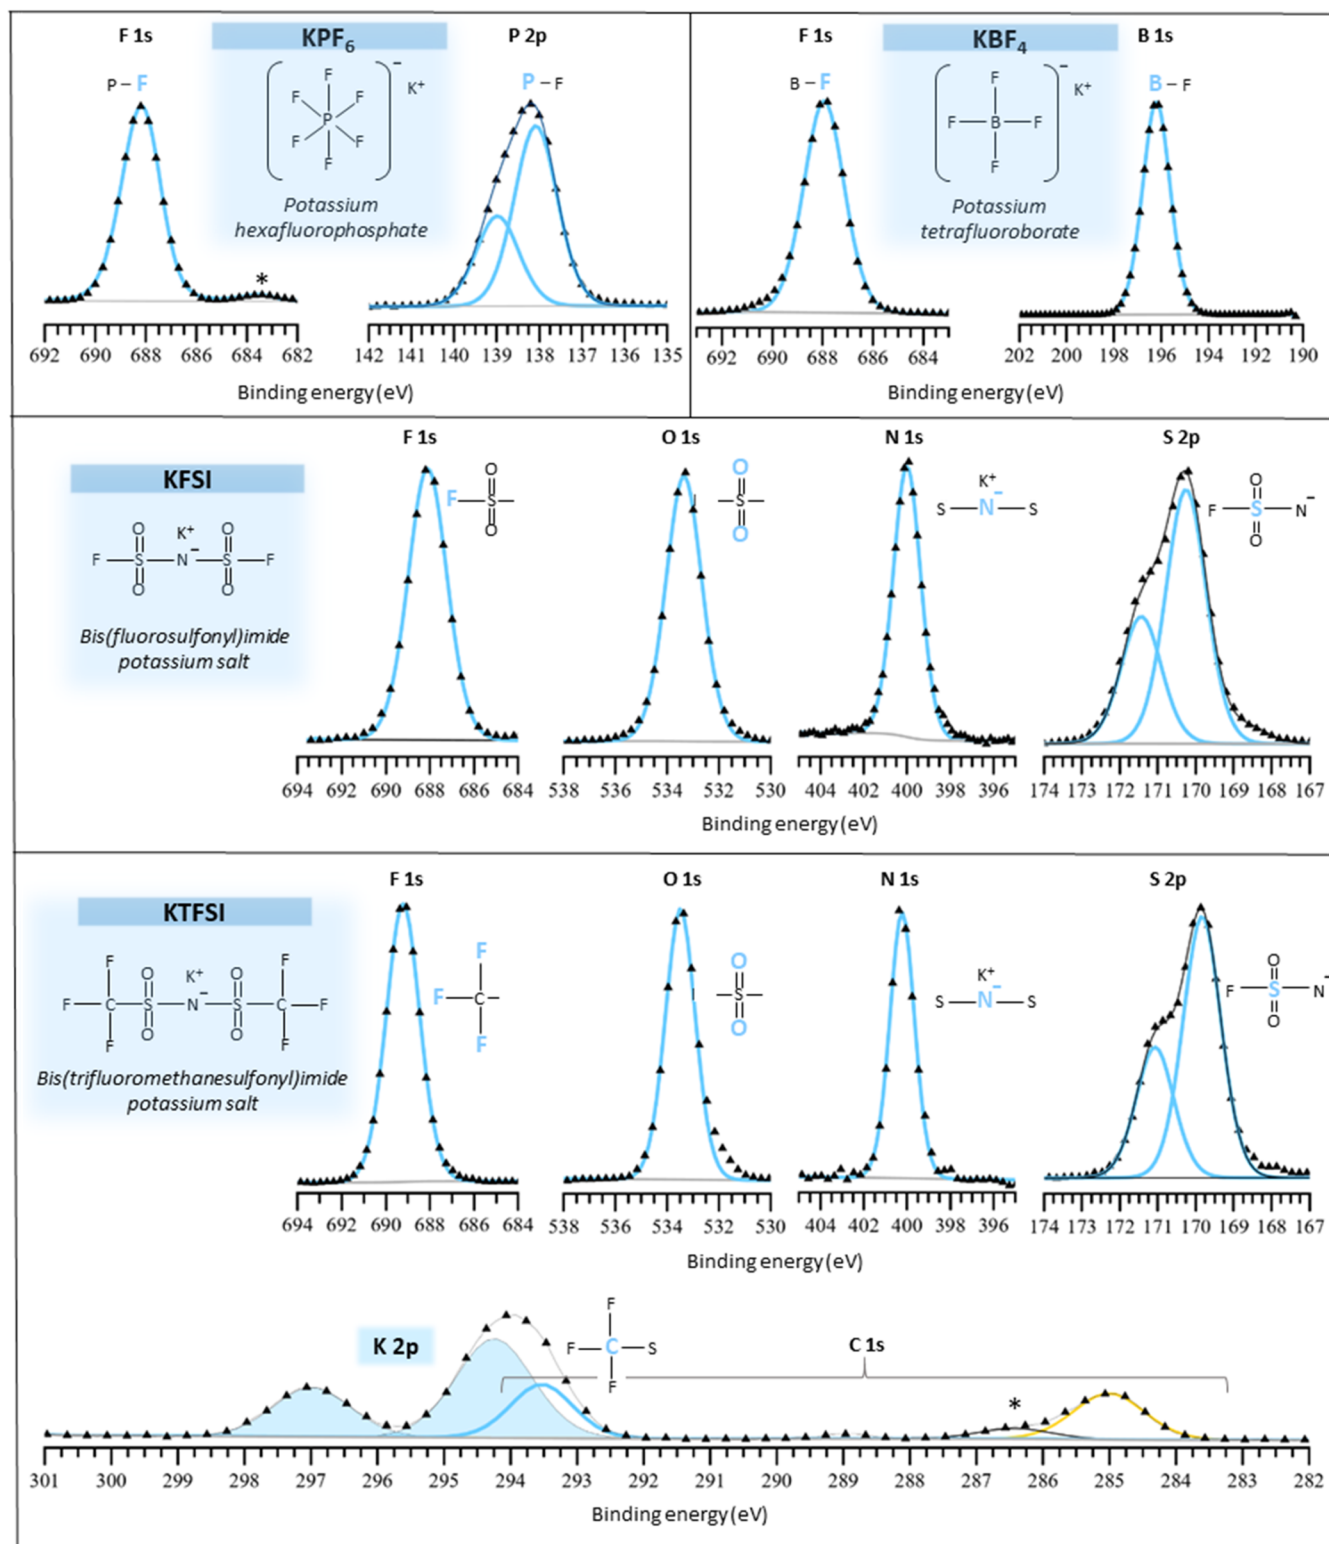 F 1s
KPF6
P 2p
P – F
F
F F
P
F F
F
– K+
P – F
*
Potassium
hexafluorophosphate
692 690 688 686 684 682
142 141 140 139 138 137 136 135
Binding energy (eV)
F 1s
KBF4
B 1s
B – F
F
F B F
F
– K+
B – F
Potassium
tetrafluoroborate
692 690 688 686 684
202 200 198 196 194 192 190
Binding energy (eV)
KFSI
O K+ O
F S N – S F
O O
Bis(fluorosulfonyl)imide
potassium salt
F 1s
O 1s
N 1s
S 2p
O
F S
O
O
S
O
K+
S N – S
O
F S N –
O
694 692 690 688 686 684
538 536 534 532 530
404 402 400 398 396
174 173 172 171 170 169 168 167
Binding energy (eV)
KTFSI
F O K+ O F
F C S N – S C F
F O O F
Bis(trifluoromethanesulfonyl)imide
potassium salt
F 1s
O 1s
N 1s
S 2p
F
F C
F
O
S
O
K+
S N – S
O
F S N –
O
694 692 690 688 686 684
538 536 534 532 530
404 402 400 398 396
174 173 172 171 170 169 168 167
Binding energy (eV)
K 2p
F
F C S
F
C 1s
*
301 300 299 298 297 296 295 294 293 292 291 290 289 288 287 286 285 284 283 282
Binding energy (eV)